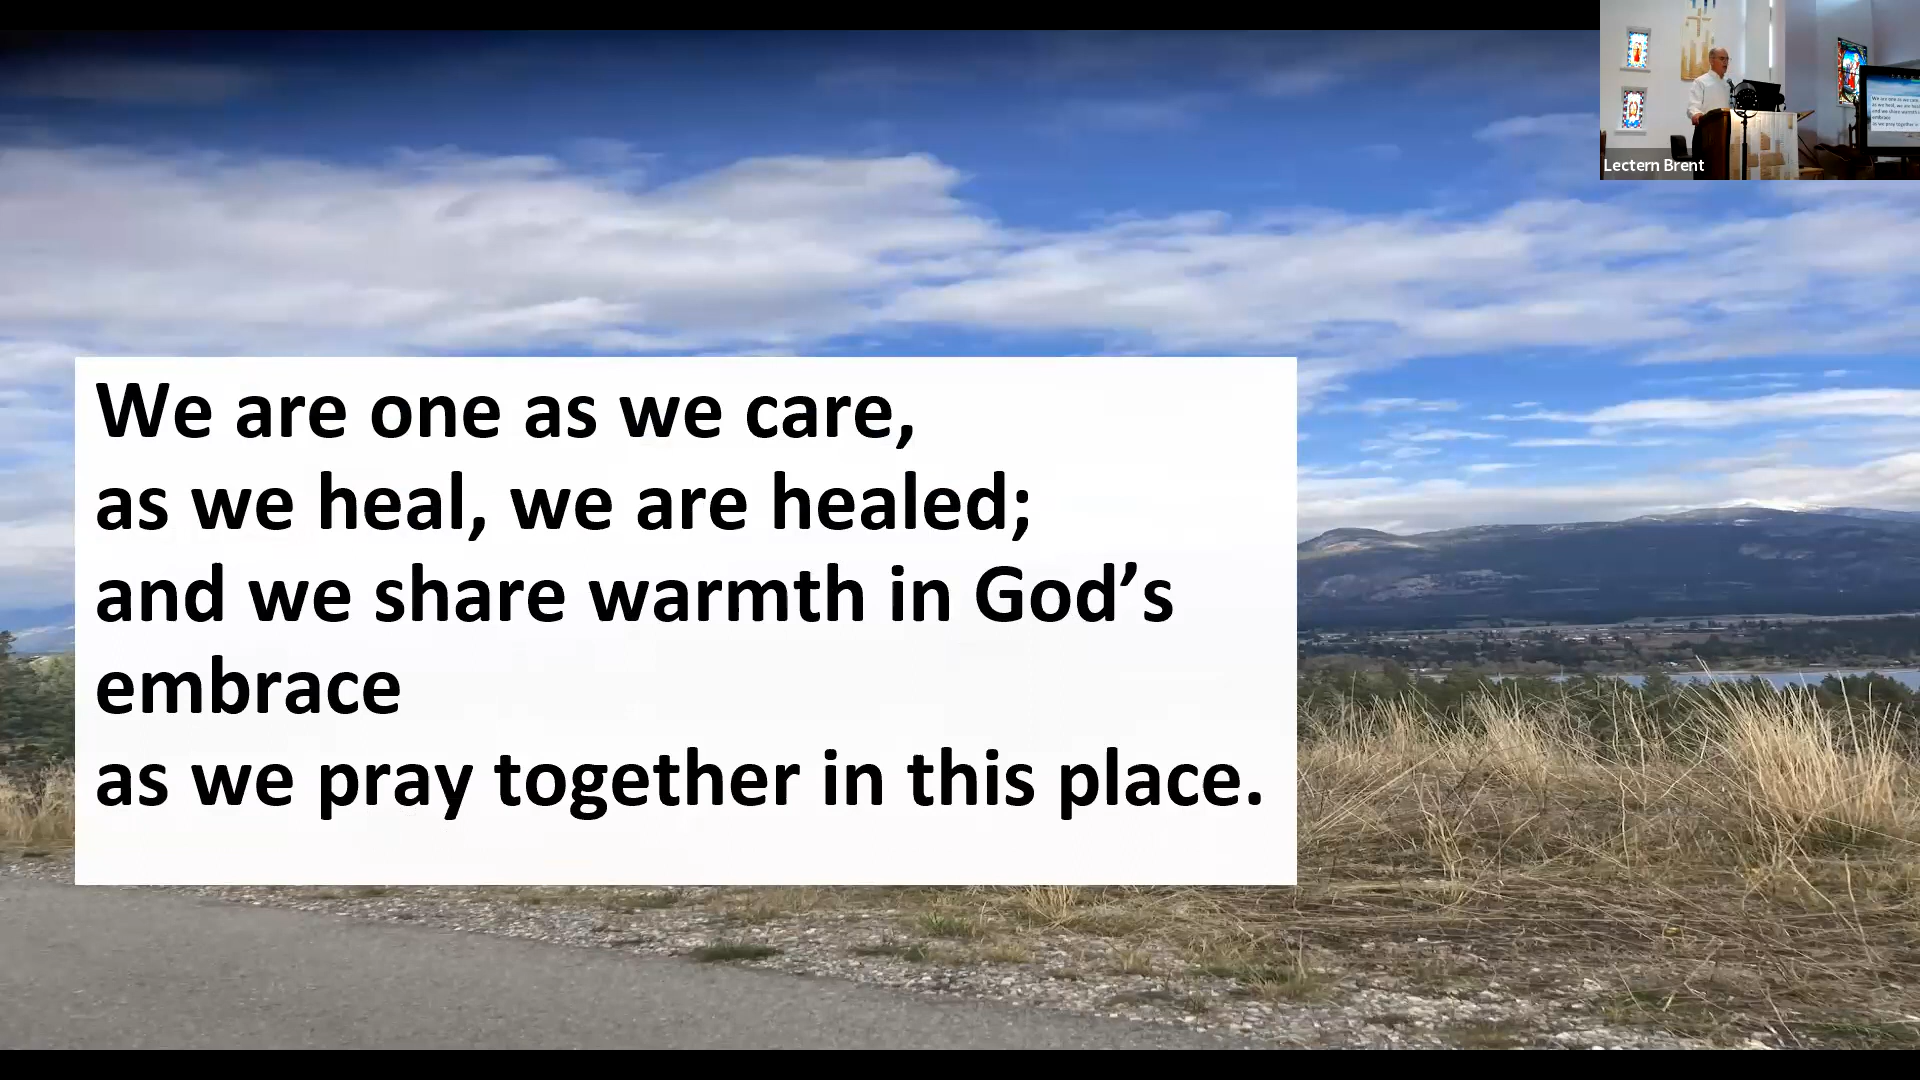 Lectern Brent
We are one as we care,
as we heal, we are healed;
and we share warmth in God’s
embrace
as we pray together in this place.